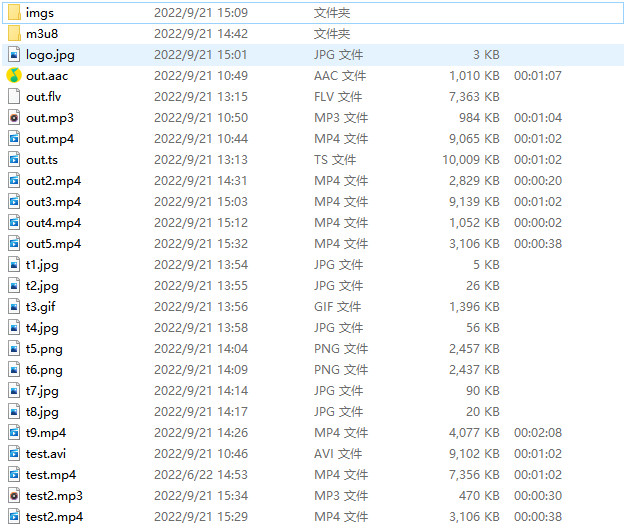 imgs 2022/9/21 15:09 文件夹
m3u8 2022/9/21 14:42 文件夹
logo.jpg 2022/9/21 15:01 JPG 文件 3 KB
out.aac 2022/9/21 10:49 AAC 文件 1,010 KB 00:01:07
out.flv 2022/9/21 13:15 FLV 文件 7,363 KB
out.mp3 2022/9/21 10:50 MP3 文件 984 KB 00:01:04
out.mp4 2022/9/21 10:44 MP4 文件 9,065 KB 00:01:02
out.ts 2022/9/21 13:13 TS 文件 10,009 KB 00:01:02
out2.mp4 2022/9/21 14:31 MP4 文件 2,829 KB 00:00:20
out3.mp4 2022/9/21 15:03 MP4 文件 9,139 KB 00:01:02
out4.mp4 2022/9/21 15:12 MP4 文件 1,052 KB 00:00:02
out5.mp4 2022/9/21 15:32 MP4 文件 3,106 KB 00:00:38
t1.jpg 2022/9/21 13:54 JPG 文件 5 KB
t2.jpg 2022/9/21 13:55 JPG 文件 26 KB
t3.gif 2022/9/21 13:56 GIF 文件 1,396 KB
t4.jpg 2022/9/21 13:58 JPG 文件 56 KB
t5.png 2022/9/21 14:04 PNG 文件 2,457 KB
t6.png 2022/9/21 14:09 PNG 文件 2,437 KB
t7.jpg 2022/9/21 14:14 JPG 文件 90 KB
t8.jpg 2022/9/21 14:17 JPG 文件 20 KB
t9.mp4 2022/9/21 14:26 MP4 文件 4,077 KB 00:02:08
test.avi 2022/9/21 10:46 AVI 文件 9,102 KB 00:01:02
test.mp4 2022/6/22 14:53 MP4 文件 7,356 KB 00:01:02
test2.mp3 2022/9/21 15:34 MP3 文件 470 KB 00:00:30
test2.mp4 2022/9/21 15:29 MP4 文件 3,106 KB 00:00:38